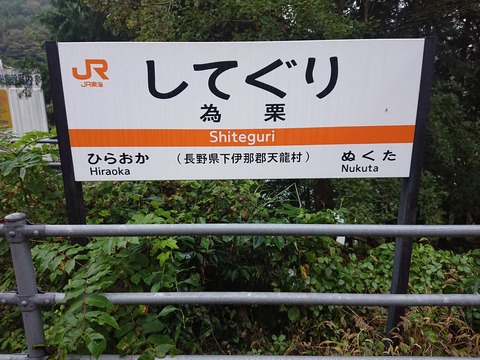 JR
JR東海
してぐり
為栗
Shiteguri
ひらおか
Hiraoka
（長野県下伊那郡天龍村）
ぬくた
Nukuta